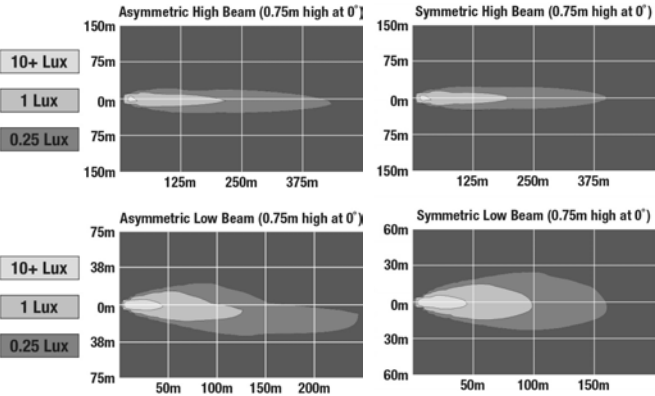 Asymmetric High Beam (0.75m high at 0°)
150m
75m
0m
75m
150m
125m 250m 375m
10+ Lux
1 Lux
0.25 Lux
Symmetric High Beam (0.75m high at 0°)
150m
75m
0m
75m
150m
125m 250m 375m
Asymmetric Low Beam (0.75m high at 0°)
75m
38m
0m
38m
75m
50m 100m 150m 200m
10+ Lux
1 Lux
0.25 Lux
Symmetric Low Beam (0.75m high at 0°)
60m
30m
0m
30m
60m
50m 100m 150m